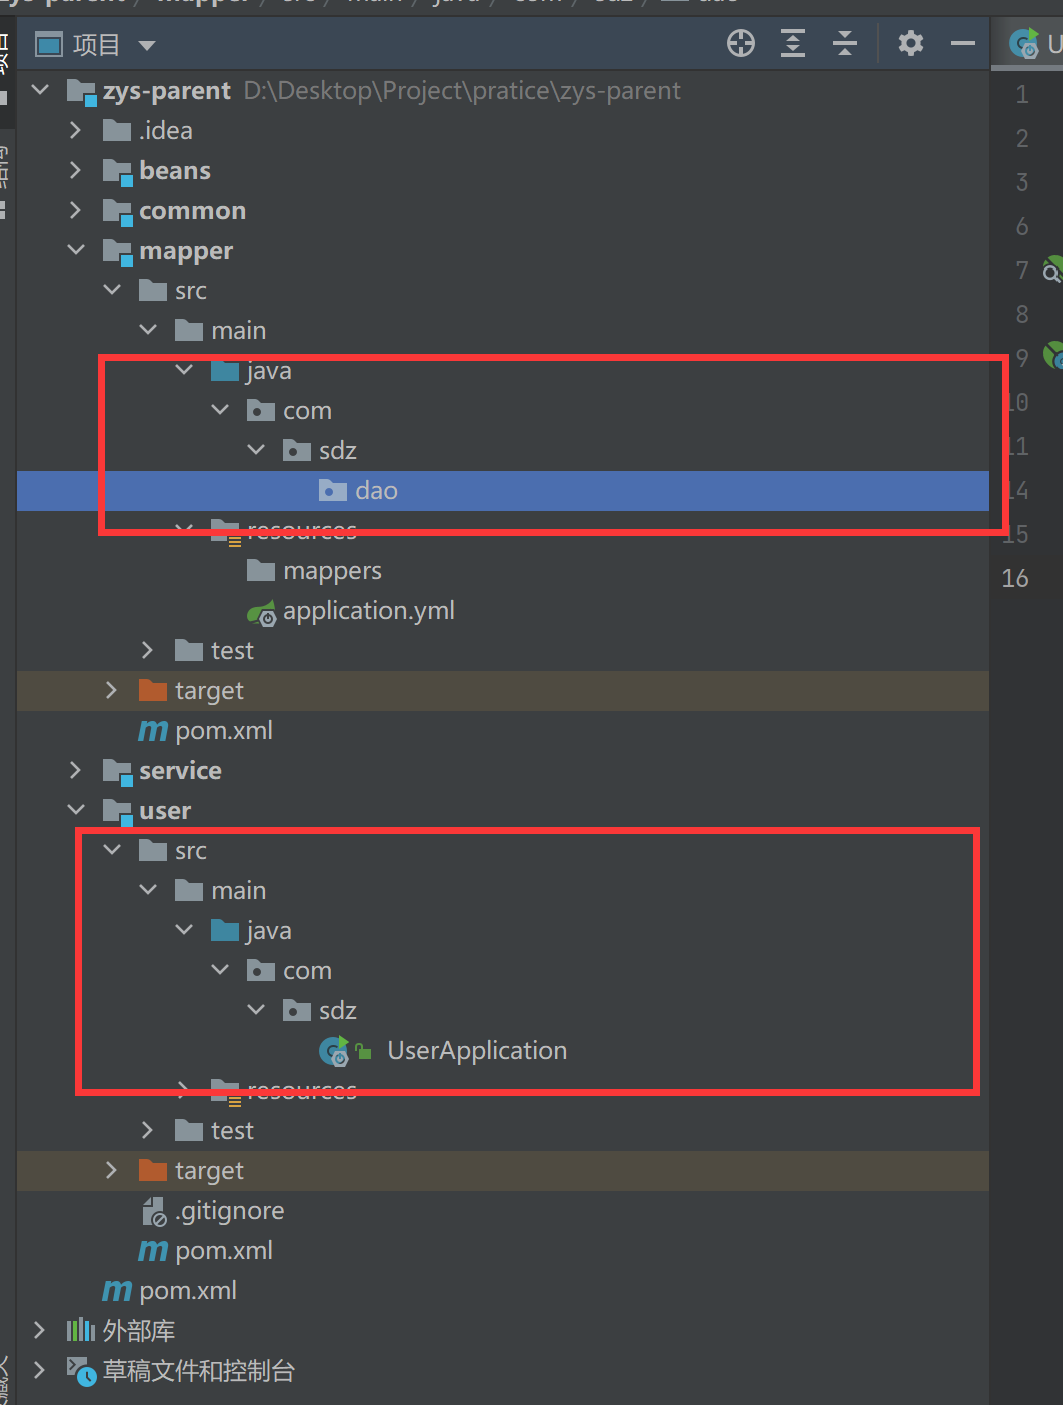 项目
zys-parent D:\Desktop\Project\pratice\zys-parent
.idea
beans
common
mapper
src
main
java
com
sdz
dao
resources
mappers
application.yml
test
target
pom.xml
service
user
src
main
java
com
sdz
UserApplication
resources
test
target
.gitignore
pom.xml
pom.xml
外部库
草稿文件和控制台
U
1
2
3
6
7
8
9
10
11
14
15
16